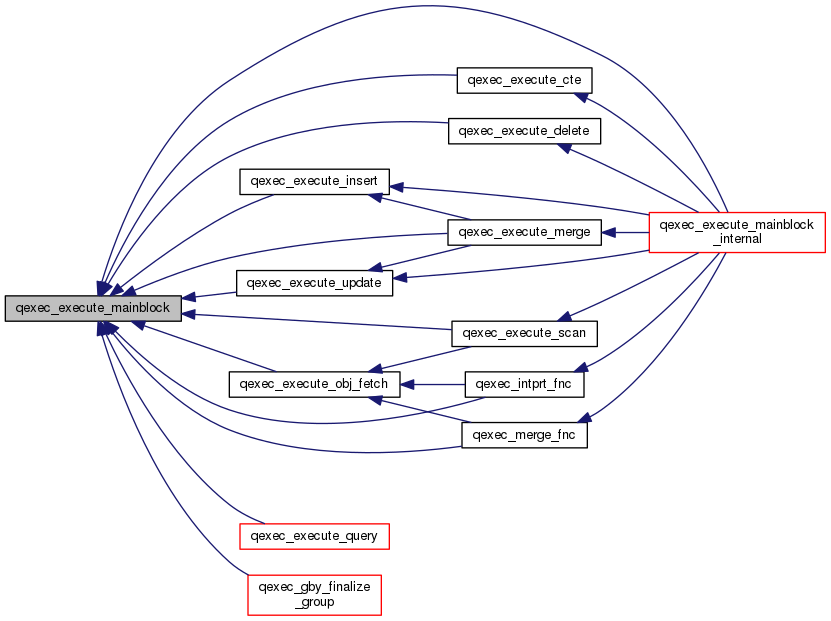 qexec_execute_cte
qexec_execute_delete
qexec_execute_insert
qexec_execute_mainblock
_internal
qexec_execute_merge
qexec_execute_update
qexec_execute_mainblock
qexec_execute_scan
qexec_execute_obj_fetch
qexec_intprt_fnc
qexec_merge_fnc
qexec_execute_query
qexec_gby_finalize
_group